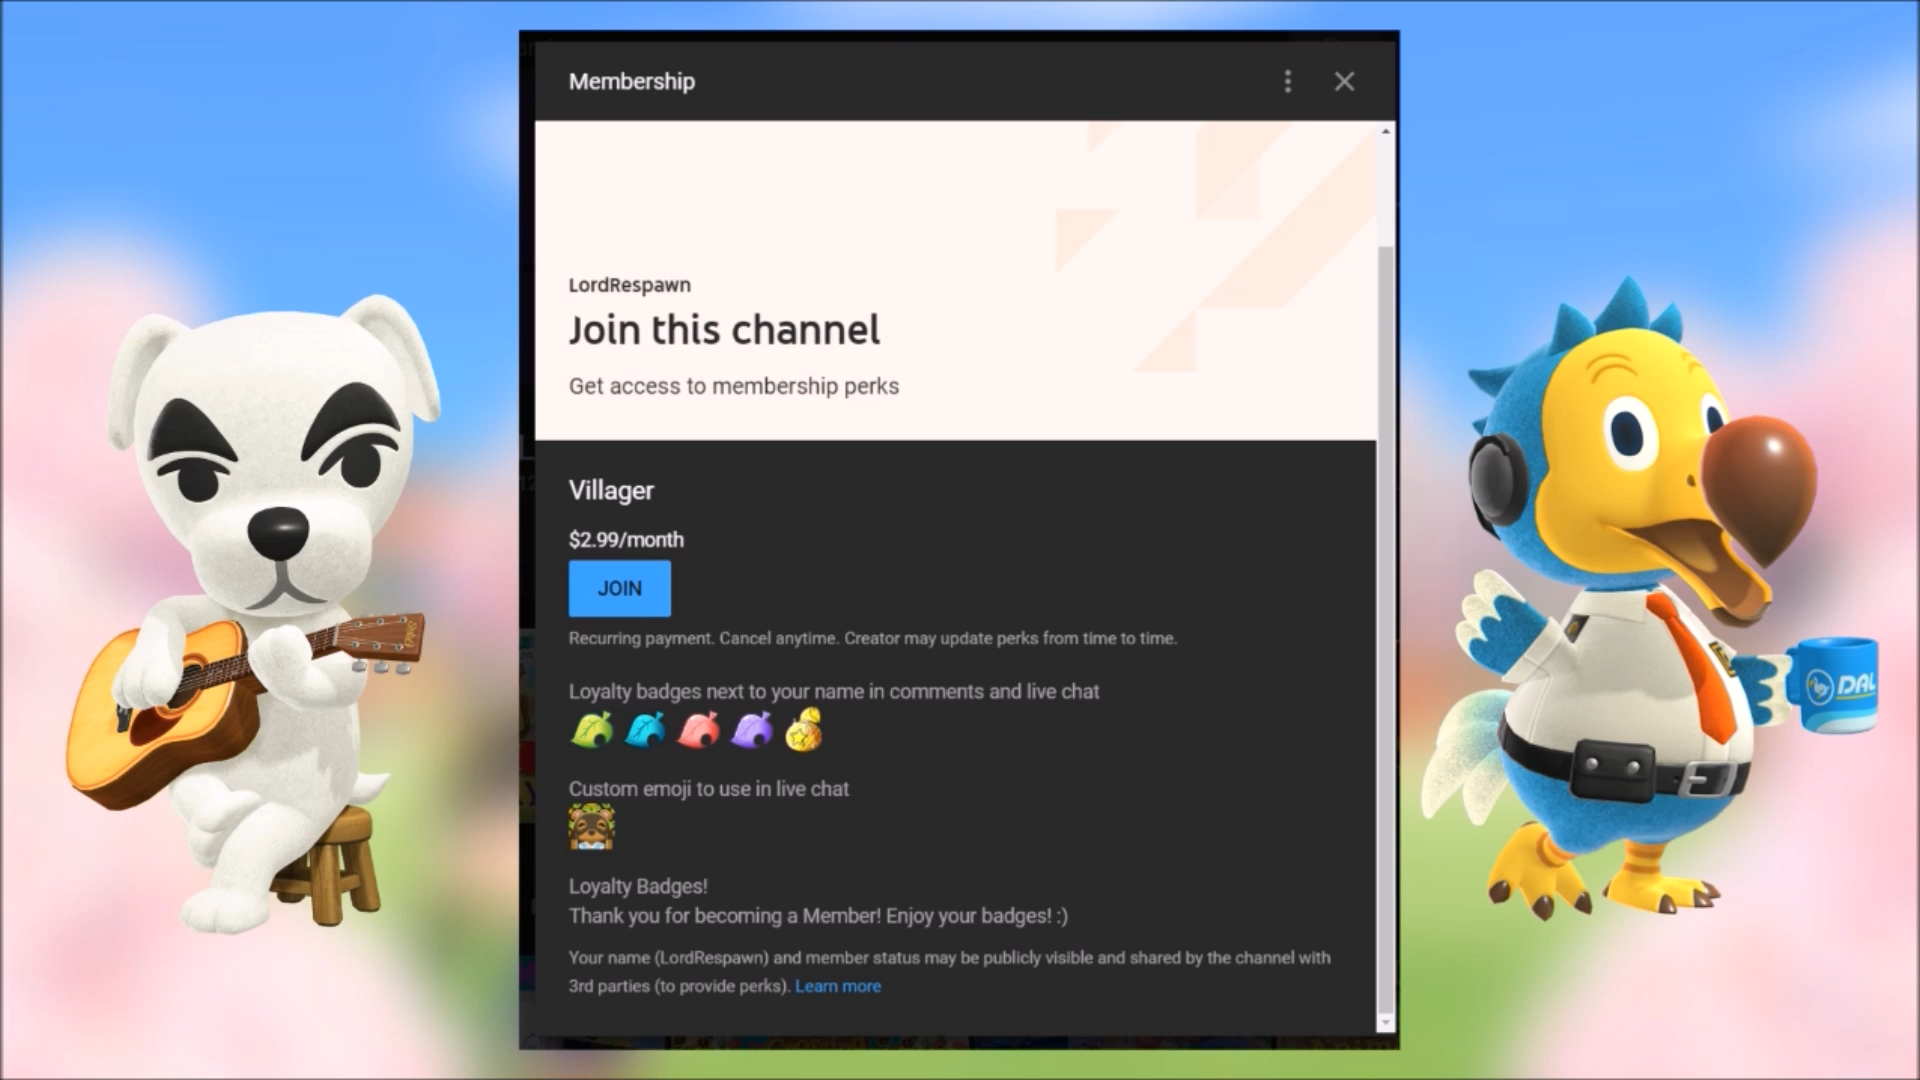 Membership
LordRespawn
Join this channel
Get access to membership perks
Villager
$2.99/month
JOIN
Recurring payment. Cancel anytime. Creator may update perks from time to time.
Loyalty badges next to your name in comments and live chat
Custom emoji to use in live chat
Loyalty Badges!
Thank you for becoming a Member! Enjoy your badges! :)
Your name (LordRespawn) and member status may be publicly visible and shared by the channel with
3rd parties (to provide perks). Learn more
DAL